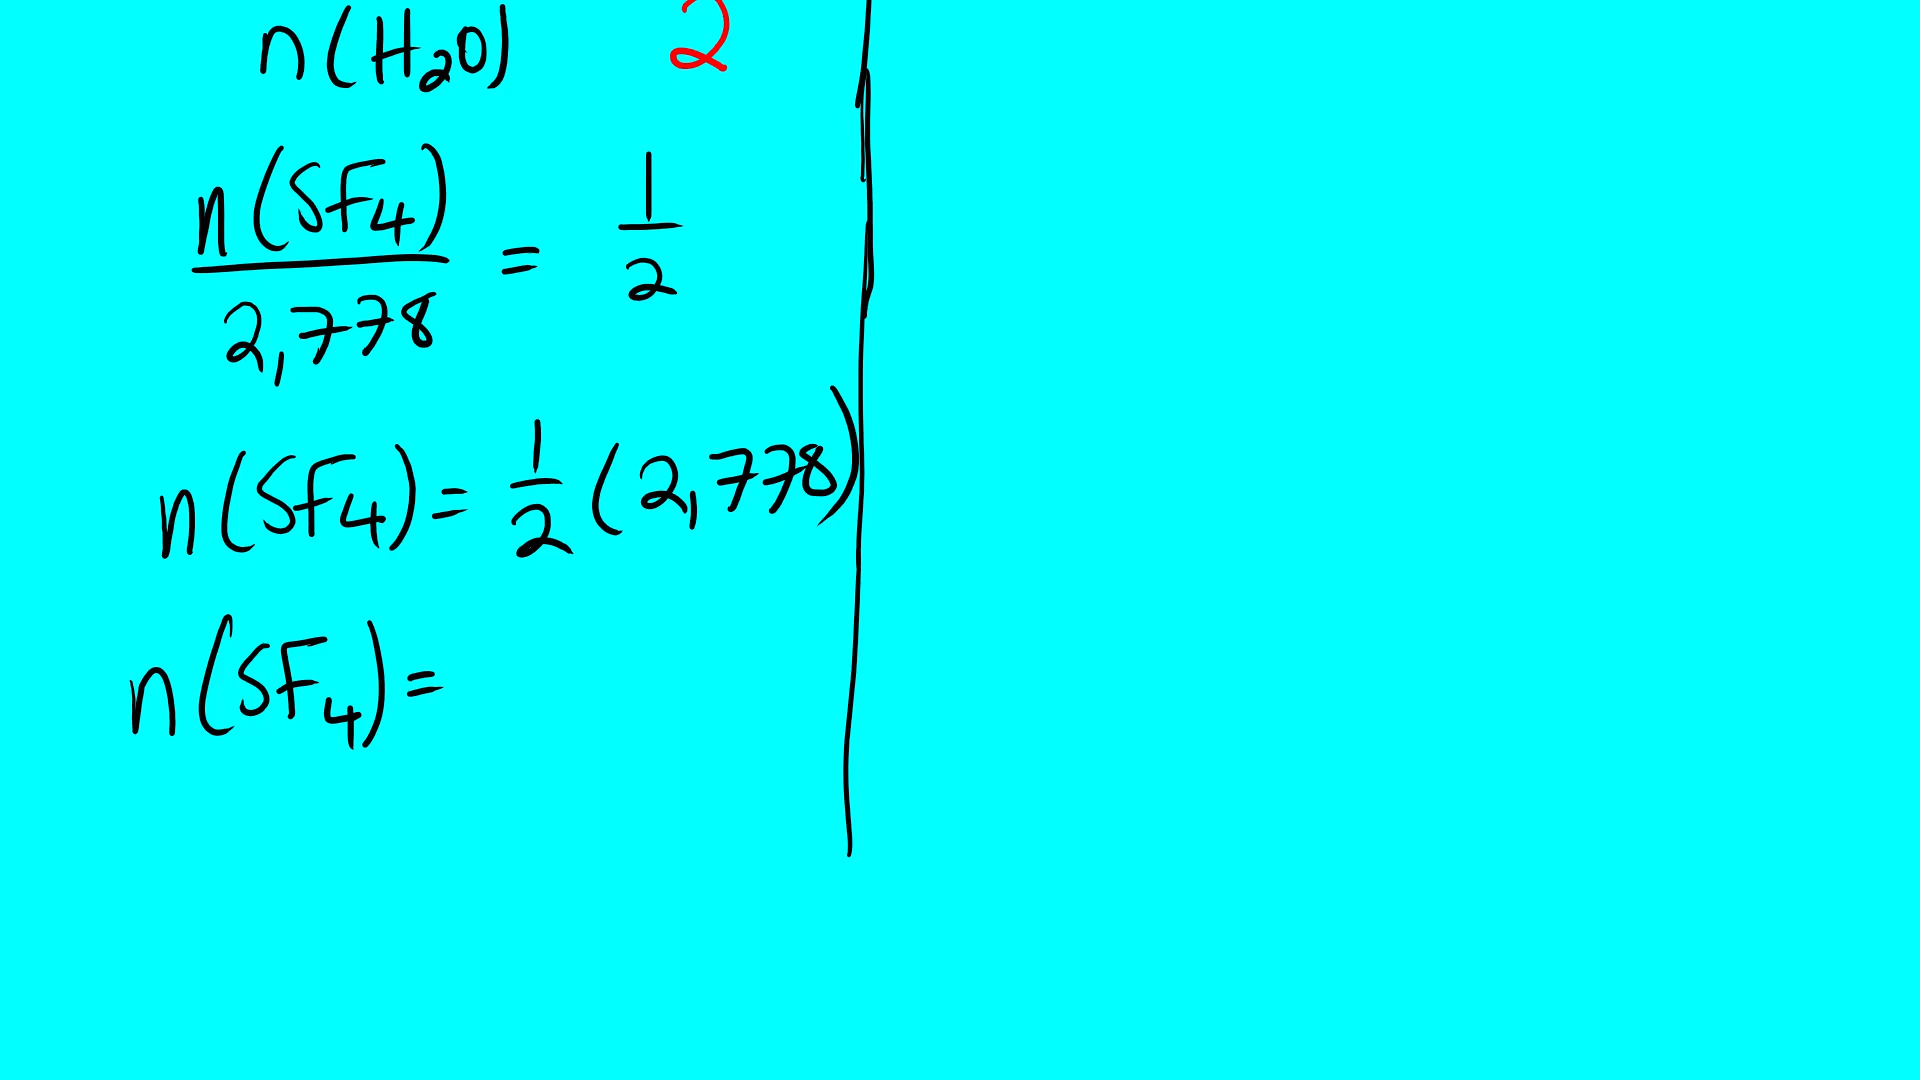 n(H₂O) 2
n(SF₄)/2,778 = 1/2
n(SF₄) = 1/2 (2,778)
n(SF₄) =